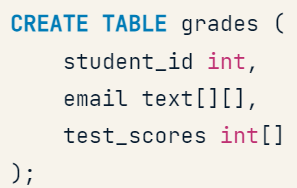 CREATE TABLE grades (
    student_id int,
    email text[][],
    test_scores int[]
);